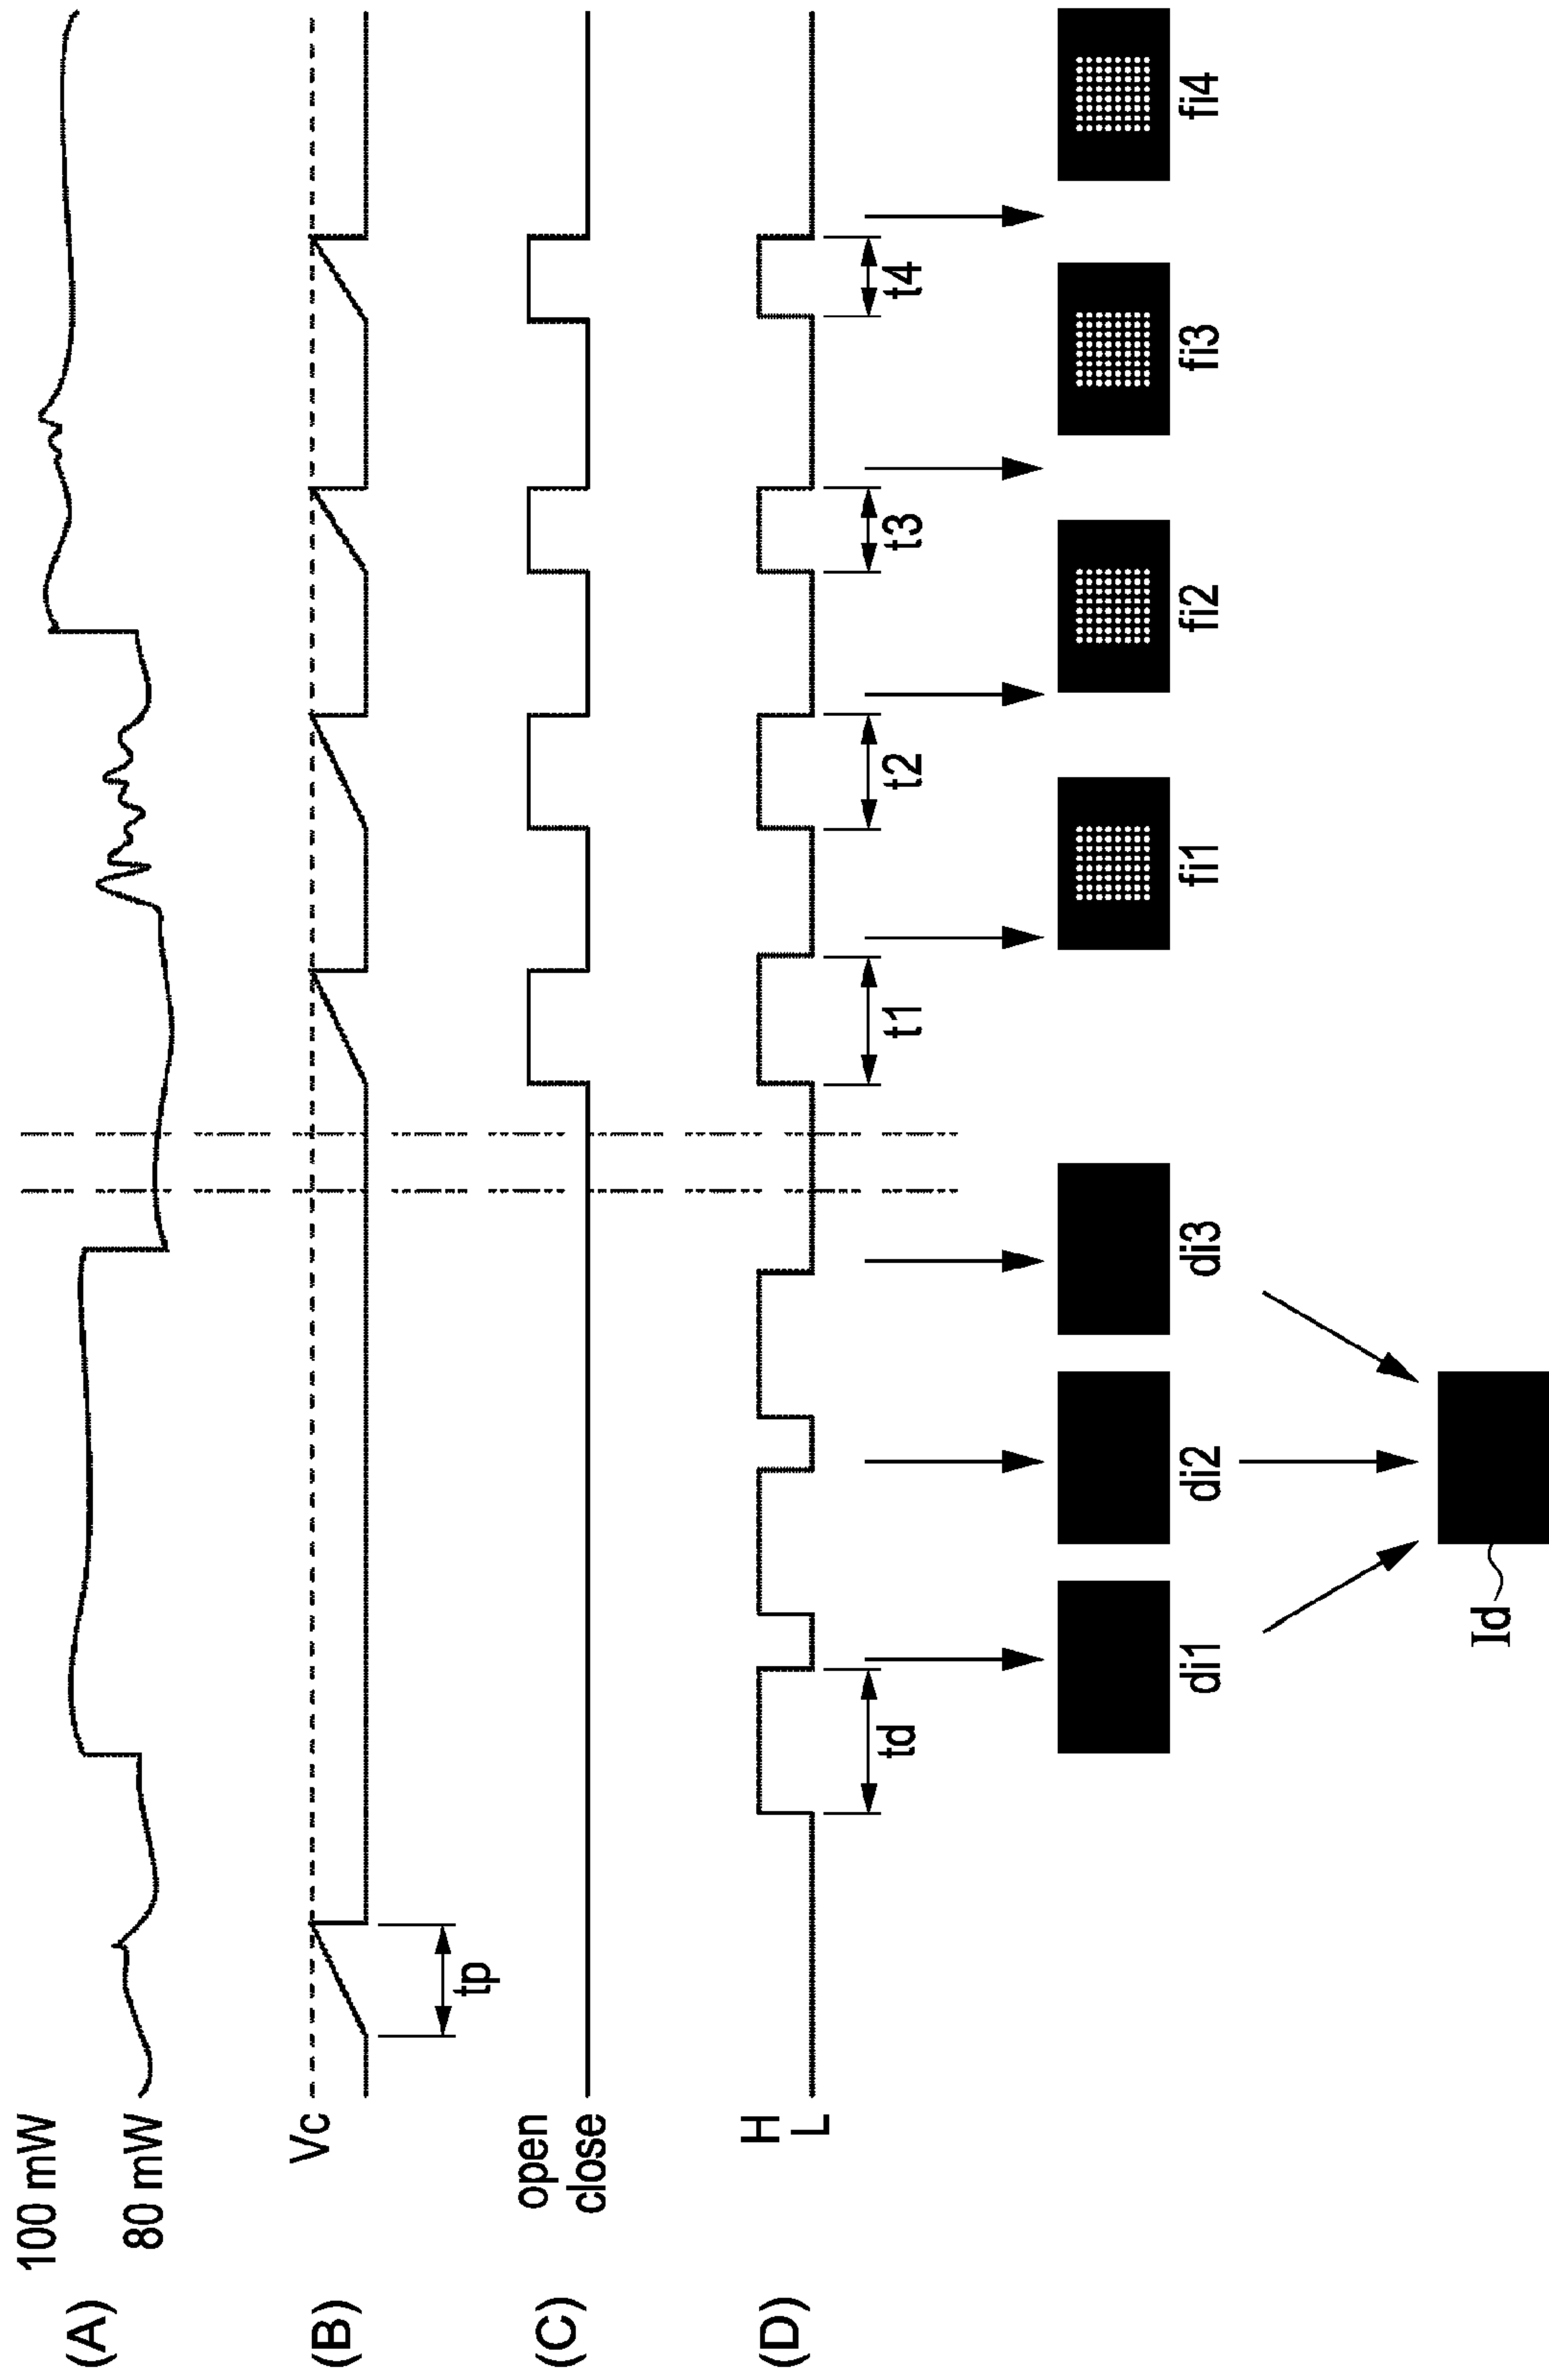 (A)
100 mW
80 mW
(B)
Vc
tp
(C)
open
close
(D)
H
L
td
t1
t2
t3
t4
di1
di2
di3
fi1
fi2
fi3
fi4
Id